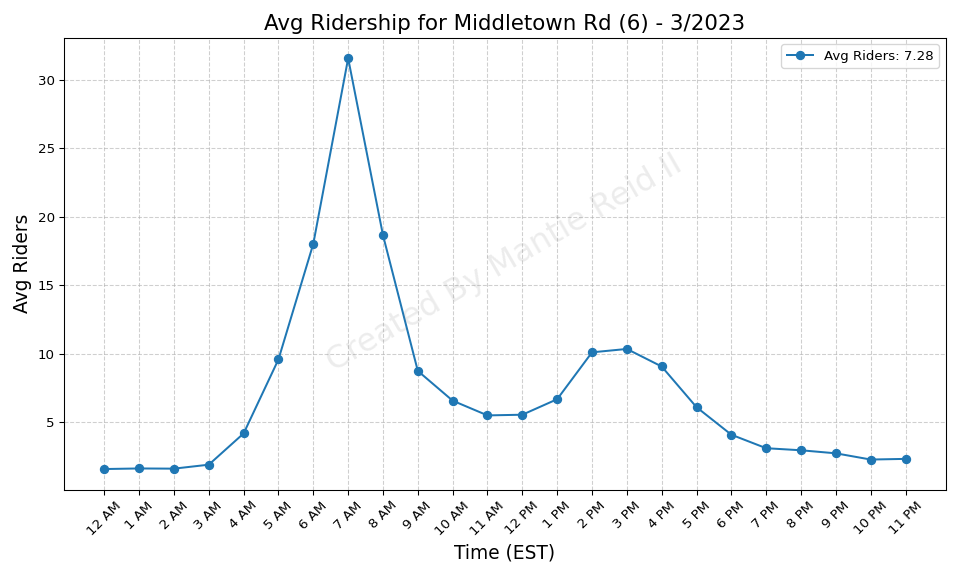 Avg Ridership for Middletown Rd (6) - 3/2023
Avg Riders: 7.28
Avg Riders
30
25
20
15
10
5
Created By Mantle Reid II
12 AM
1 AM
2 AM
3 AM
4 AM
5 AM
6 AM
7 AM
8 AM
9 AM
10 AM
11 AM
12 PM
1 PM
2 PM
3 PM
4 PM
5 PM
6 PM
7 PM
8 PM
9 PM
10 PM
11 PM
Time (EST)